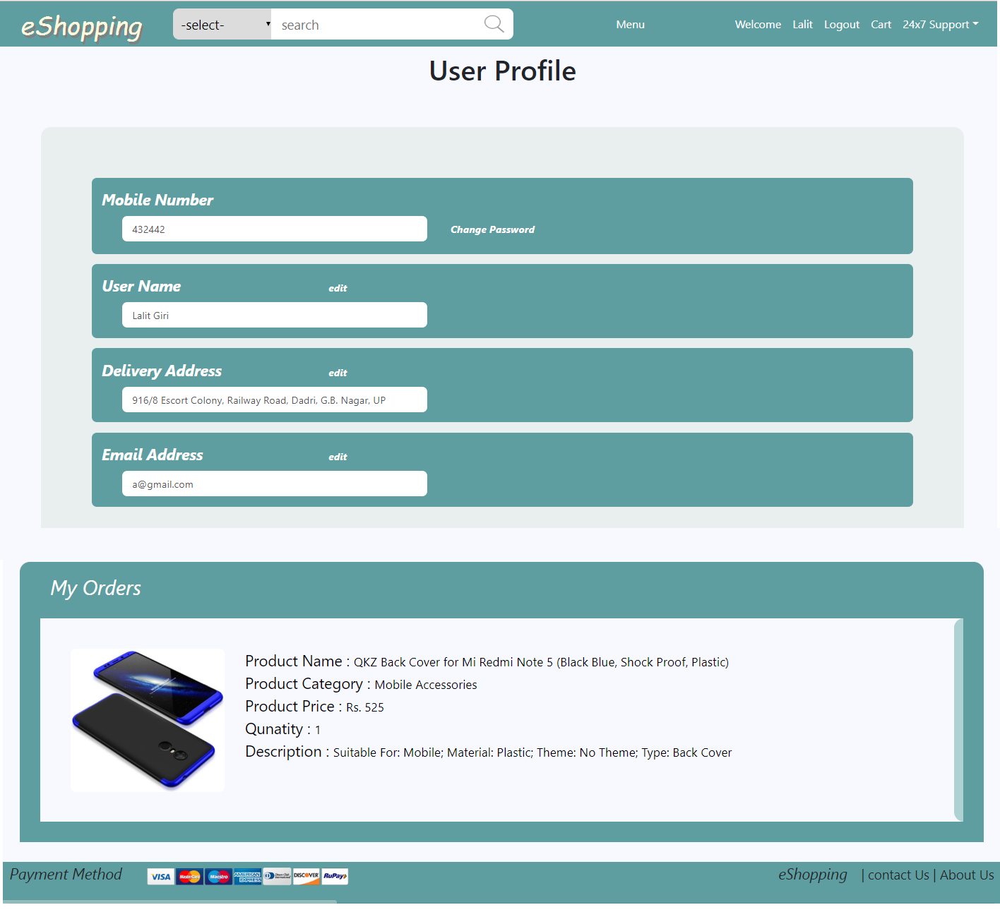 eShopping -select- search Menu Welcome Lalit Logout Cart 24x7 Support
User Profile
Mobile Number
432442 Change Password
User Name edit
Lalit Giri
Delivery Address edit
916/8 Escort Colony, Railway Road, Dadri, G.B. Nagar, UP
Email Address edit
a@gmail.com
My Orders
Product Name : QKZ Back Cover for Mi Redmi Note 5 (Black Blue, Shock Proof, Plastic)
Product Category : Mobile Accessories
Product Price : Rs. 525
Qunatity : 1
Description : Suitable For: Mobile; Material: Plastic; Theme: No Theme; Type: Back Cover
Payment Method VISA MasterCard Maestro AMERICAN EXPRESS Diners Club International DISCOVER RuPay eShopping | contact Us | About Us